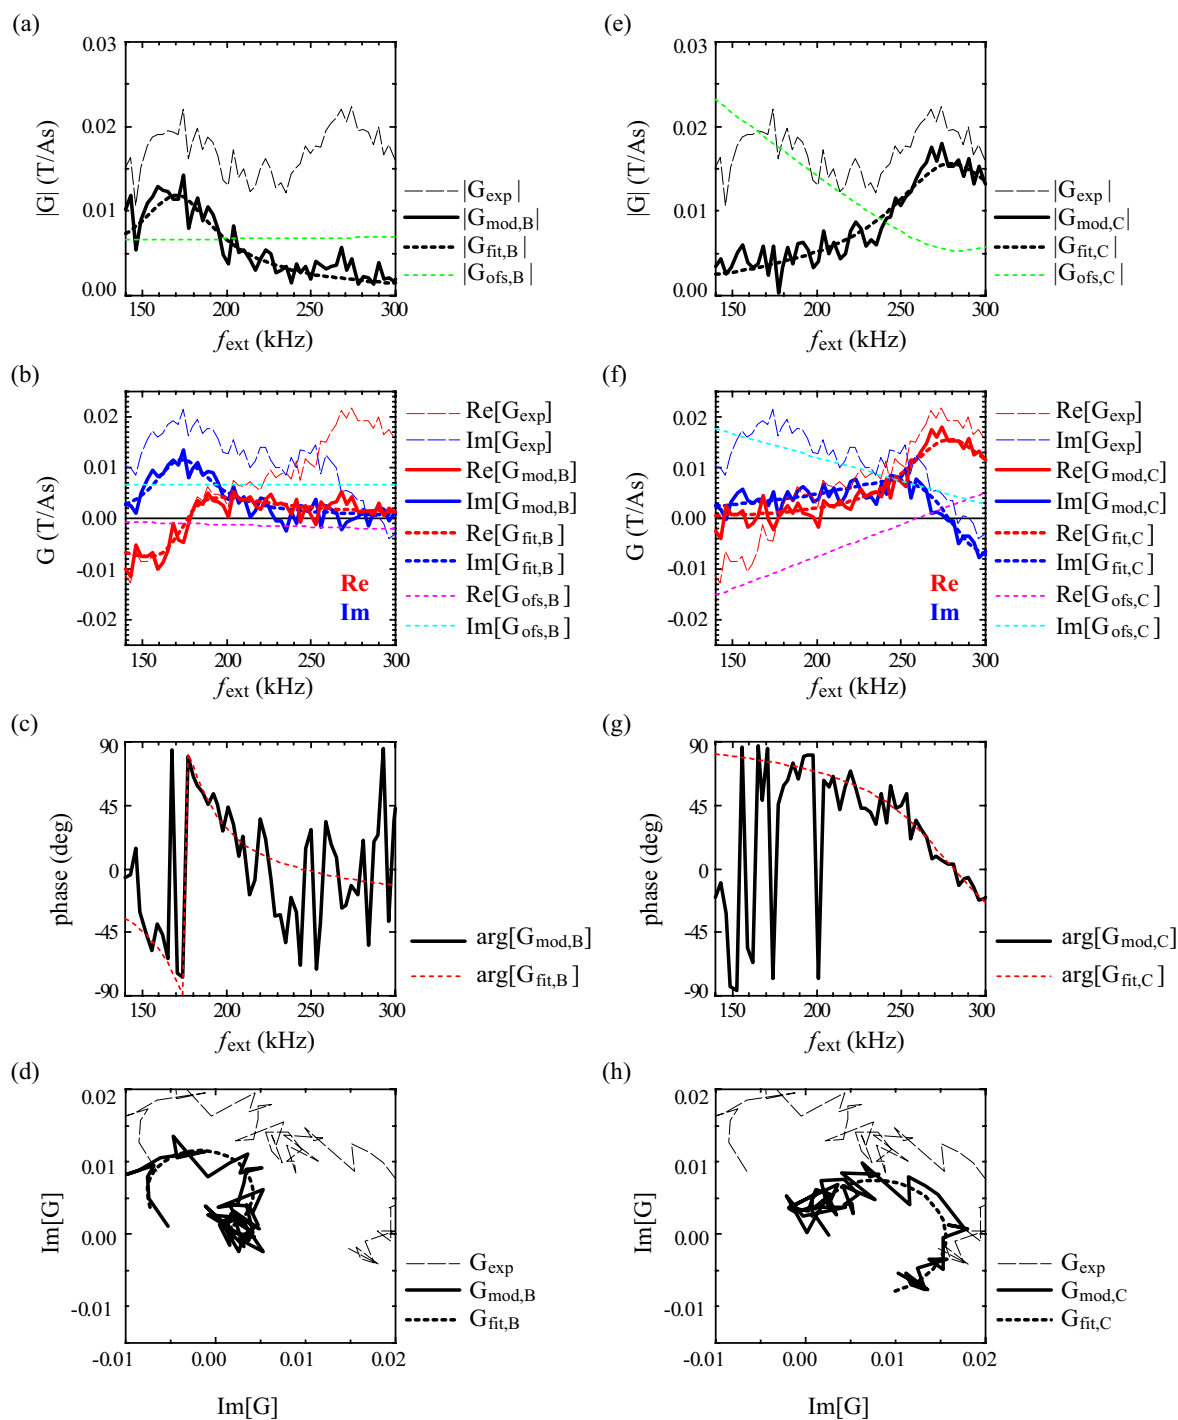 (a)
0.03
0.02
0.01
0.00
|G| (T/As)
150 200 250 300
fext (kHz)
|Gexp|
|Gmod,B|
|Gfit,B|
|Gofs,B|
(e)
0.03
0.02
0.01
0.00
|G| (T/As)
150 200 250 300
fext (kHz)
|Gexp|
|Gmod,C|
|Gfit,C|
|Gofs,C|
(b)
0.02
0.01
0.00
-0.01
-0.02
G (T/As)
Re
Im
150 200 250 300
fext (kHz)
Re[Gexp]
Im[Gexp]
Re[Gmod,B]
Im[Gmod,B]
Re[Gfit,B]
Im[Gfit,B]
Re[Gofs,B]
Im[Gofs,B]
(f)
0.02
0.01
0.00
-0.01
-0.02
G (T/As)
Re
Im
150 200 250 300
fext (kHz)
Re[Gexp]
Im[Gexp]
Re[Gmod,C]
Im[Gmod,C]
Re[Gfit,C]
Im[Gfit,C]
Re[Gofs,C]
Im[Gofs,C]
(c)
90
45
0
-45
-90
phase (deg)
150 200 250 300
fext (kHz)
arg[Gmod,B]
arg[Gfit,B]
(g)
90
45
0
-45
-90
phase (deg)
150 200 250 300
fext (kHz)
arg[Gmod,C]
arg[Gfit,C]
(d)
0.02
0.01
0.00
-0.01
Im[G]
-0.01 0.00 0.01 0.02
Im[G]
Gexp
Gmod,B
Gfit,B
(h)
0.02
0.01
0.00
-0.01
Im[G]
-0.01 0.00 0.01 0.02
Im[G]
Gexp
Gmod,C
Gfit,C